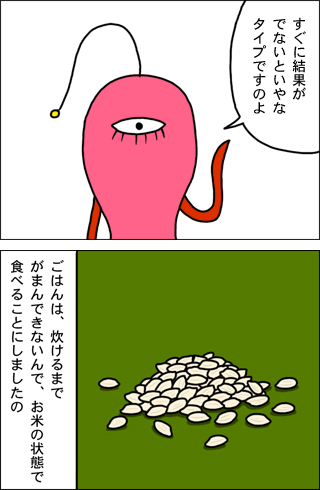 すぐに結果が
でないといやな
タイプですのよ
ごはんは、炊けるまで
がまんできないんで、お米の状態で
食べることにしましたの